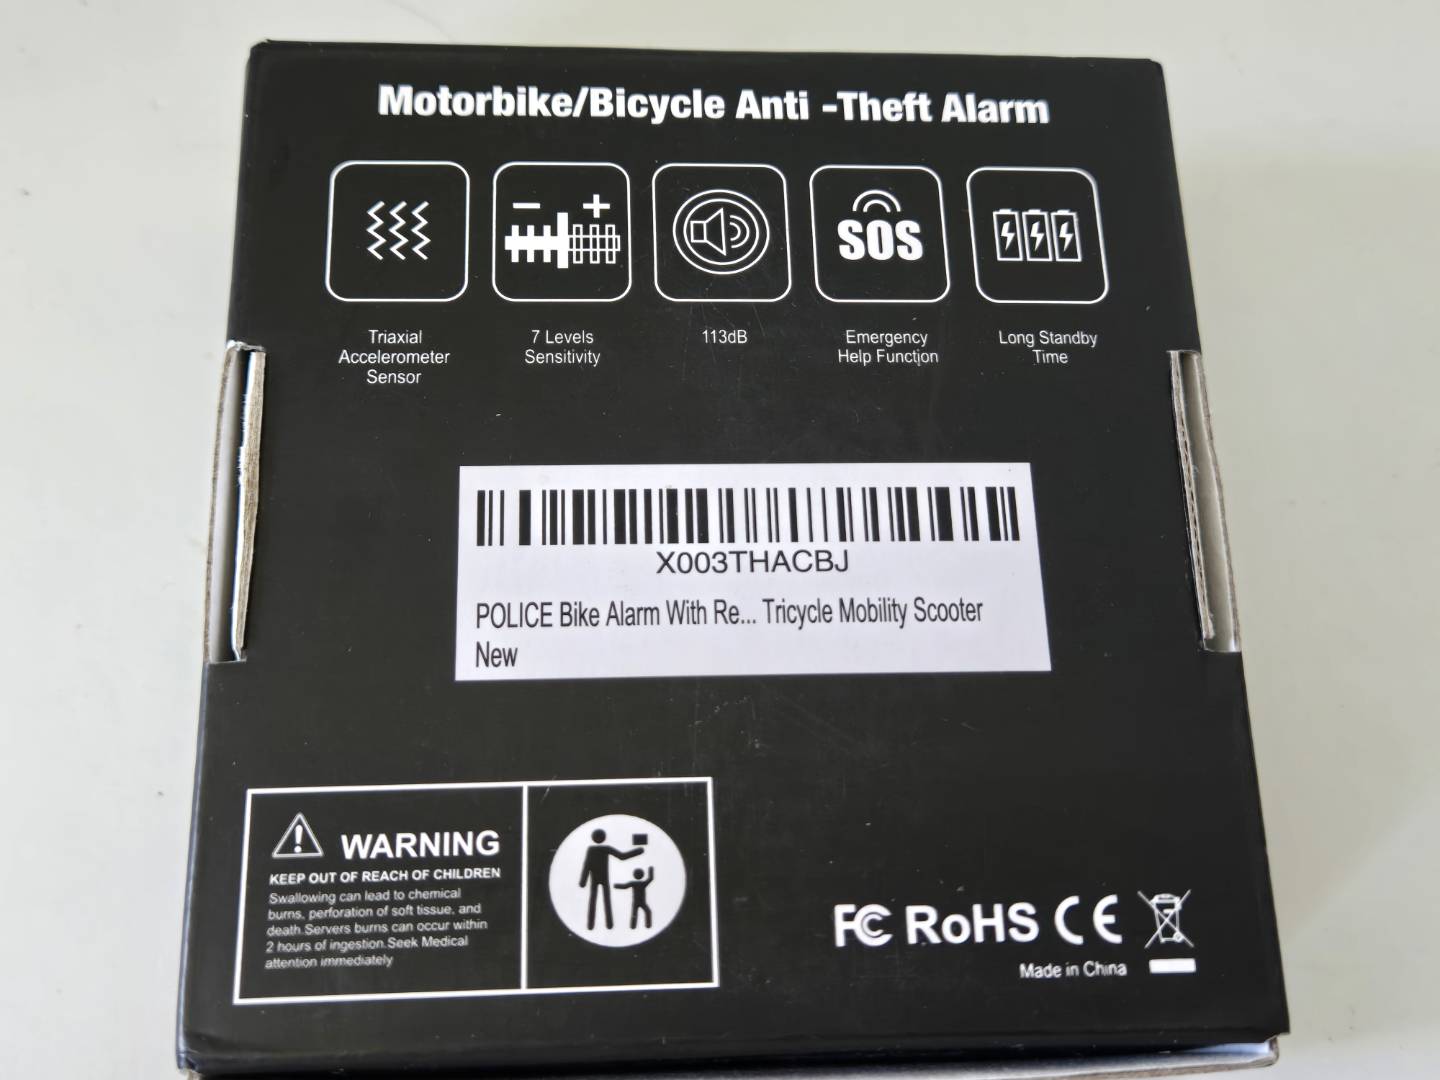 Motorbike/Bicycle Anti -Theft Alarm
SOS
Triaxial
Accelerometer
Sensor
7 Levels
Sensitivity
113dB
Emergency
Help Function
Long Standby
Time
X003THACBJ
POLICE Bike Alarm With Re... Tricycle Mobility Scooter
New
WARNING
KEEP OUT OF REACH OF CHILDREN
Swallowing can lead to chemical
burns, perforation of soft tissue, and
death.Servers burns can occur within
2 hours of ingestion.Seek Medical
attention immediately
FC RoHS CE
Made in China